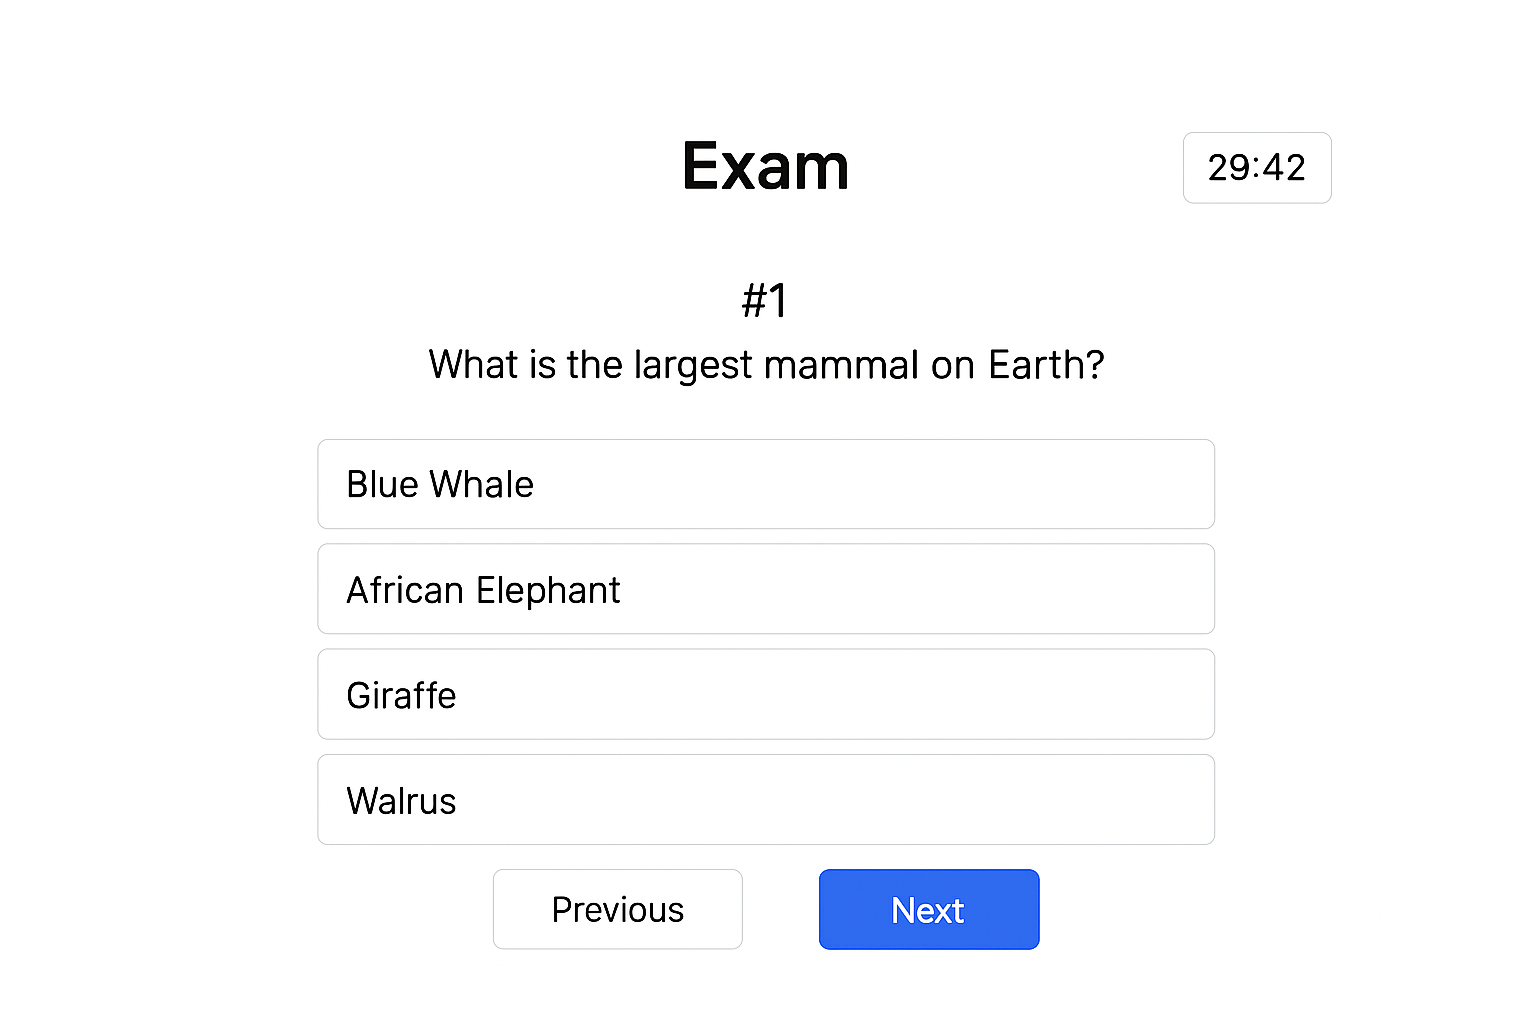 Exam
29:42
#1
What is the largest mammal on Earth?
Blue Whale
African Elephant
Giraffe
Walrus
Previous
Next